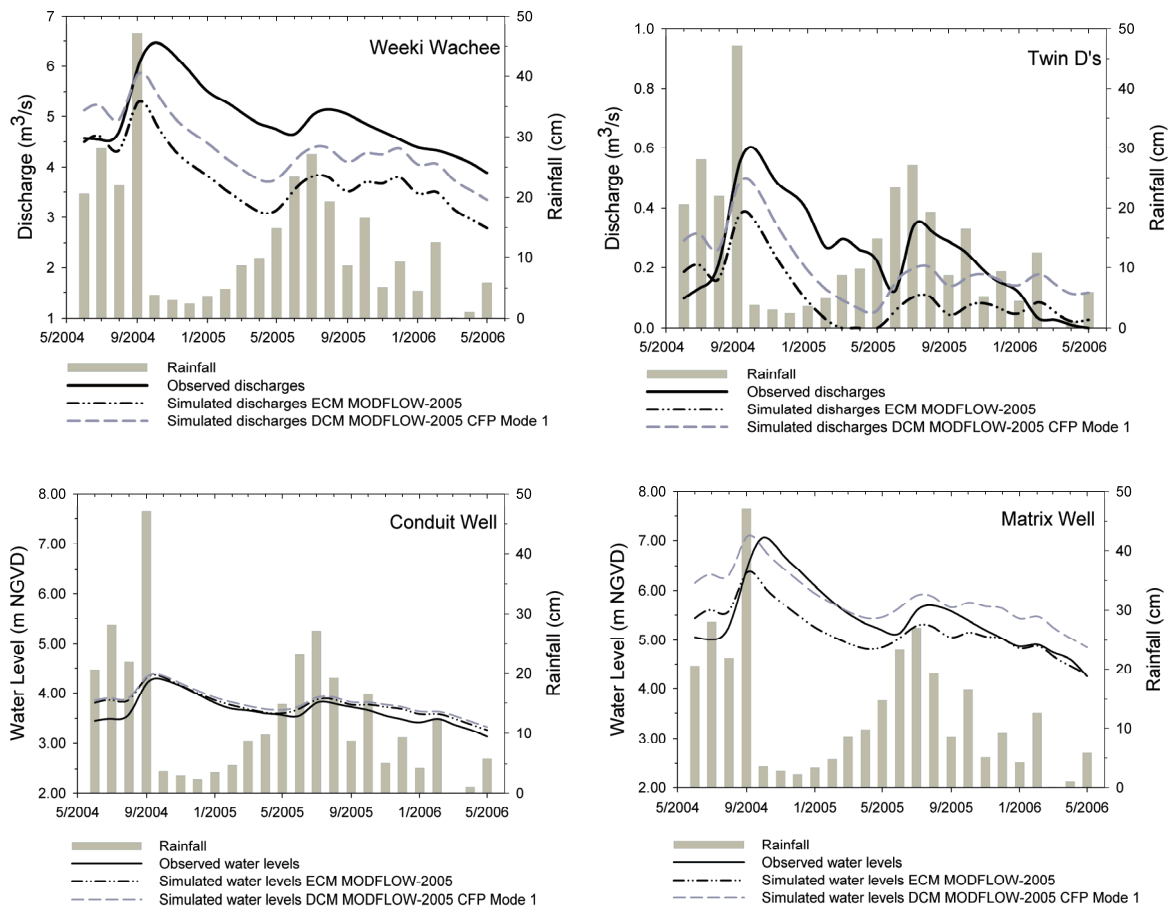 Weeki Wachee
Discharge (m³/s)
7
6
5
4
3
2
1
50
40
30
20
10
0
Rainfall (cm)
5/2004 9/2004 1/2005 5/2005 9/2005 1/2006 5/2006
Rainfall
Observed discharges
Simulated discharges ECM MODFLOW-2005
Simulated discharges DCM MODFLOW-2005 CFP Mode 1
Twin D's
Discharge (m³/s)
1.0
0.8
0.6
0.4
0.2
0.0
50
40
30
20
10
0
Rainfall (cm)
5/2004 9/2004 1/2005 5/2005 9/2005 1/2006 5/2006
Rainfall
Observed discharges
Simulated disharges ECM MODFLOW-2005
Simulated discharges DCM MODFLOW-2005 CFP Mode 1
Conduit Well
Water Level (m NGVD)
8.00
7.00
6.00
5.00
4.00
3.00
2.00
50
40
30
20
10
0
Rainfall (cm)
5/2004 9/2004 1/2005 5/2005 9/2005 1/2006 5/2006
Rainfall
Observed water levels
Simulated water levels ECM MODFLOW-2005
Simulated water levels DCM MODFLOW-2005 CFP Mode 1
Matrix Well
Water Level (m NGVD)
8.00
7.00
6.00
5.00
4.00
3.00
2.00
50
40
30
20
10
0
Rainfall (cm)
5/2004 9/2004 1/2005 5/2005 9/2005 1/2006 5/2006
Rainfall
Observed water levels
Simulated water levels ECM MODFLOW-2005
Simulated water levels DCM MODFLOW-2005 CFP Mode 1